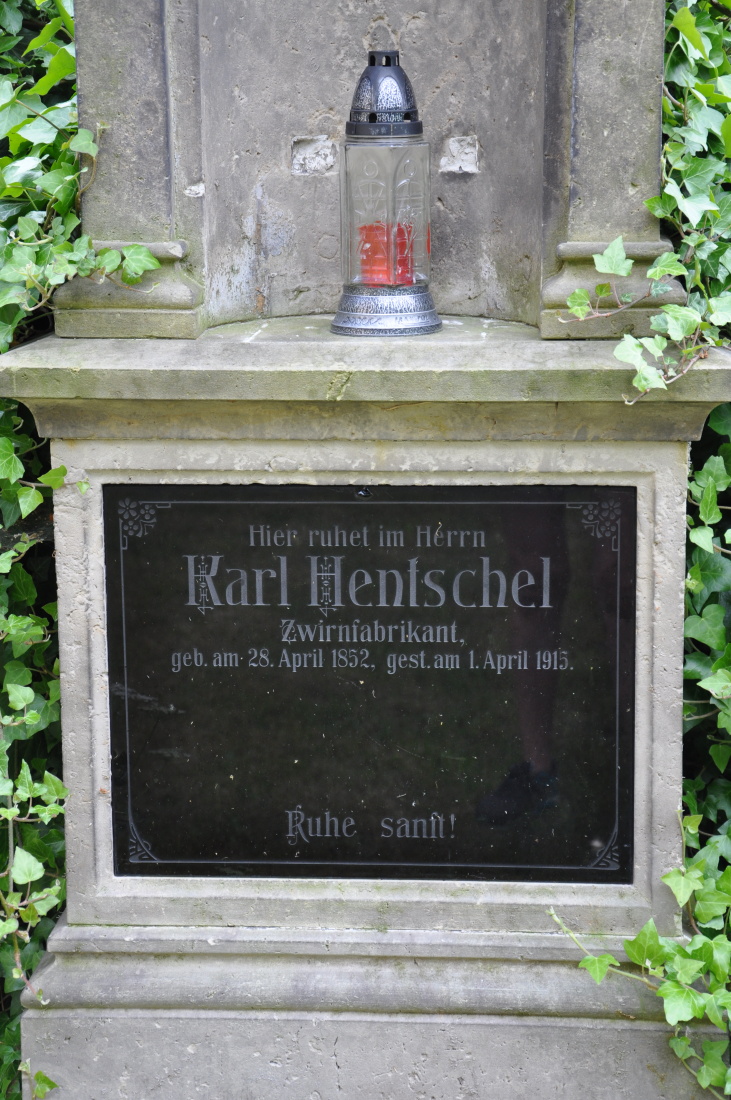 Hier ruhet im Herrn
Karl Hentschel
Zwirnfabrikant,
geb. am 28. April 1852, gest. am 1. April 1915.
Ruhe sanft!